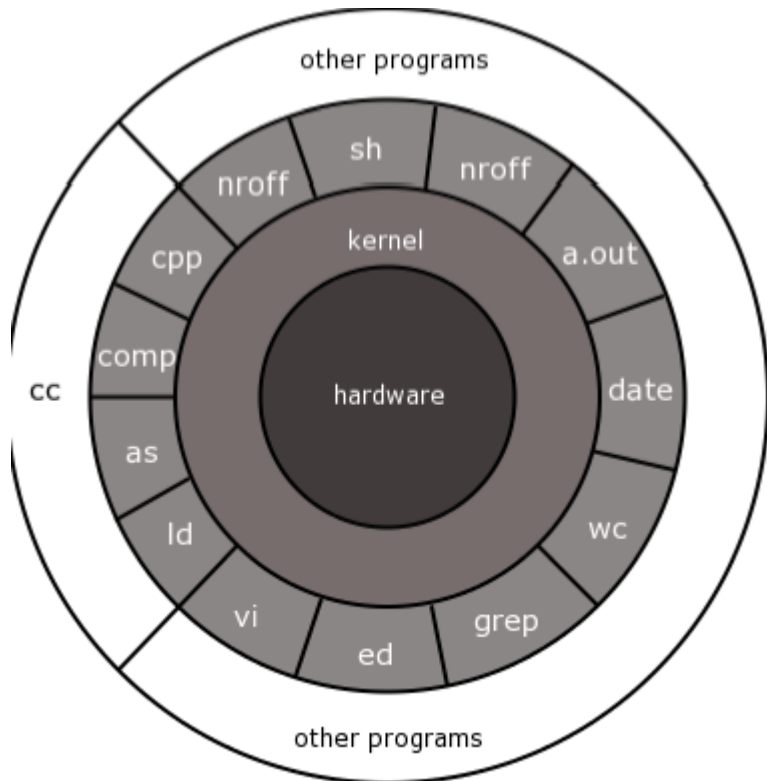 other programs
sh
nroff
nroff
kernel
a.out
cpp
comp
cc
hardware
date
as
ld
wc
vi
grep
ed
other programs